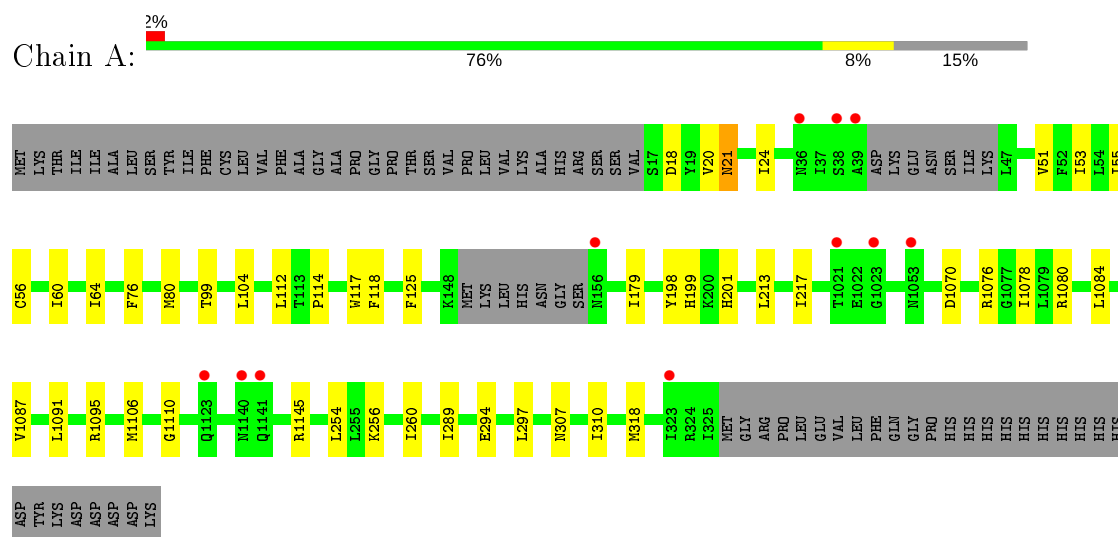 2%
Chain A:
76% 8% 15%
MET LYS THR ILE ILE ALA LEU SER TYR ILE PHE CYS LEU VAL PHE ALA GLY ALA PRO GLY PRO THR SER VAL PRO LEU VAL LYS ALA HIS ARG SER SER VAL S17 D18 Y19 V20 N21 I24 N36 I37 S38 A39 ASP LYS GLU ASN SER ILE LYS L47 V51 F52 I53 L54 I55
C56 I60 I64 F76 M80 T99 L104 L112 T113 P114 W117 F118 F125 K148 MET LYS LEU HIS ASN GLY SER N156 I179 Y198 H199 K200 H201 L213 I217 T1021 E1022 G1023 N1053 D1070 R1076 G1077 I1078 L1079 R1080 L1084
V1087 L1091 R1095 M1106 G1110 Q1123 N1140 Q1141 R1145 L254 L255 K256 I260 I289 E294 L297 N307 I310 M318 I323 R324 I325 MET GLY ARG PRO LEU GLU VAL LEU PHE GLN GLY PRO HIS HIS HIS HIS HIS HIS HIS HIS HIS
ASP TYR LYS ASP ASP ASP ASP LYS